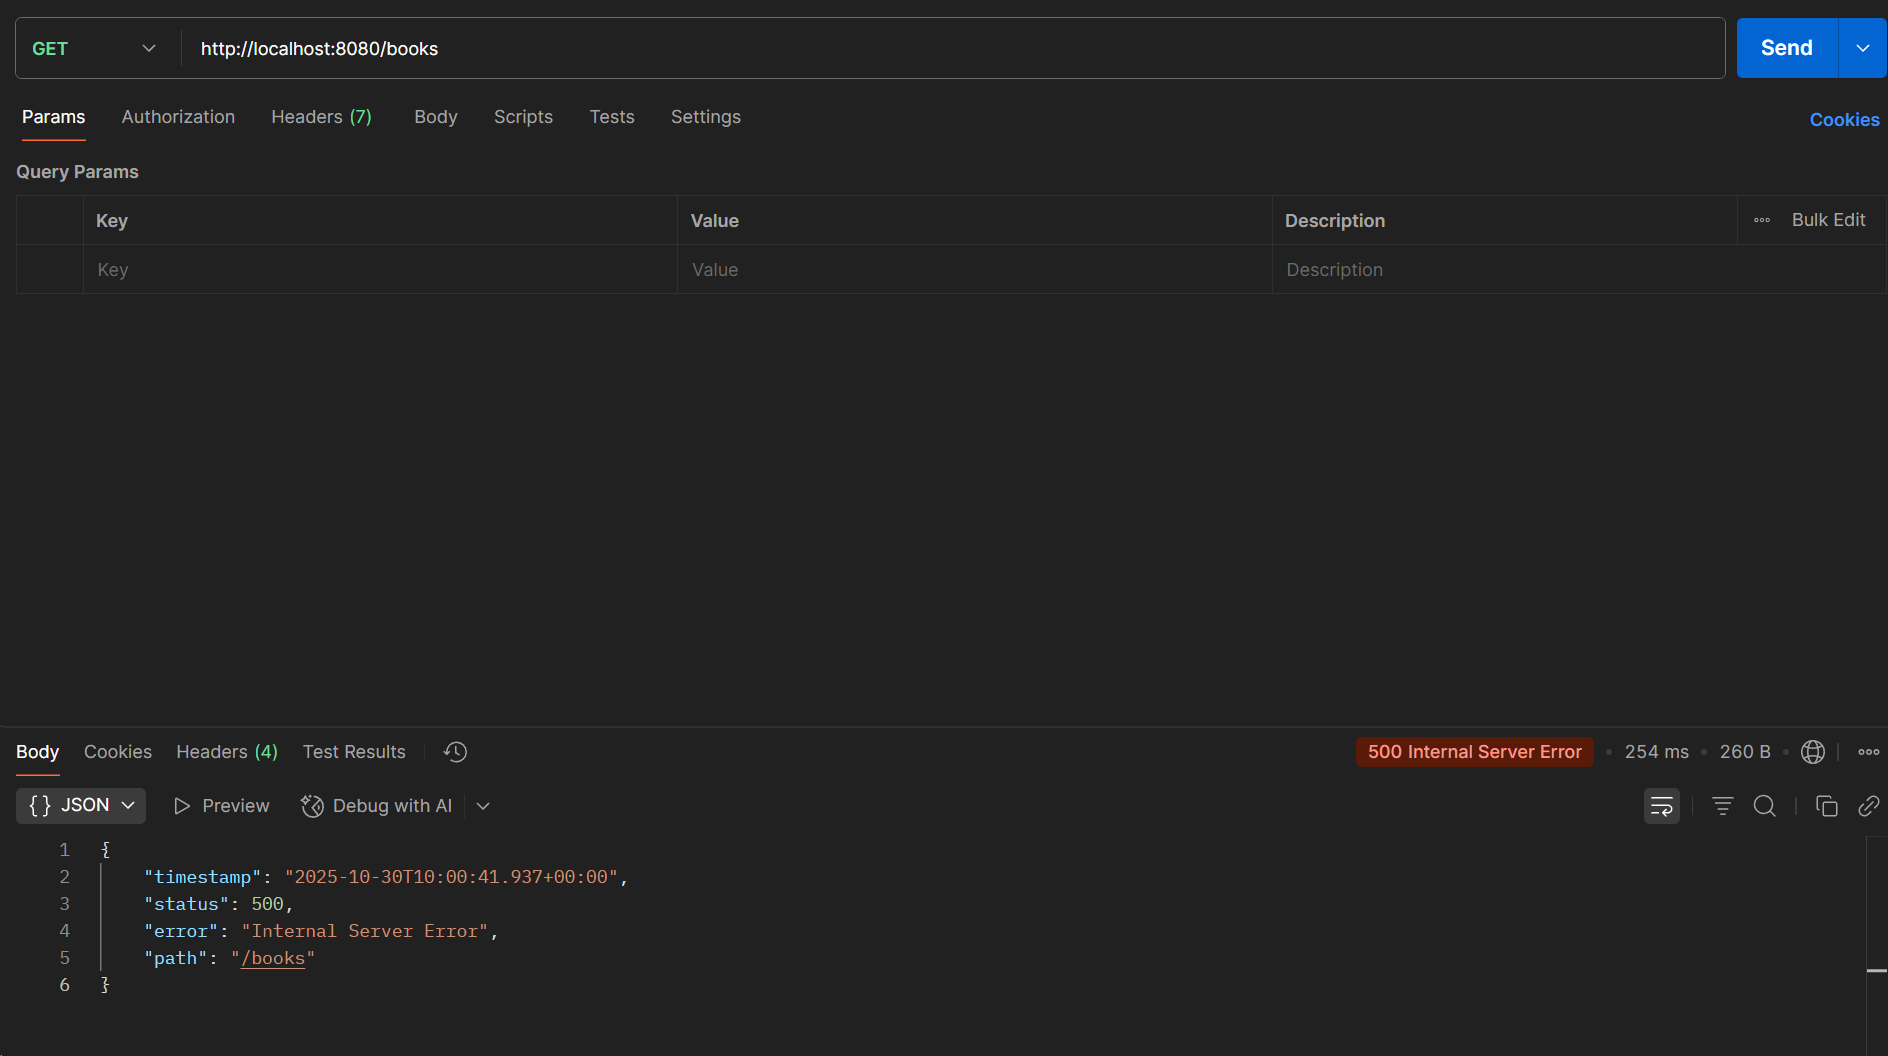 GET http://localhost:8080/books Send
Params Authorization Headers (7) Body Scripts Tests Settings Cookies
Query Params
Key Value Description Bulk Edit
Key Value Description
Body Cookies Headers (4) Test Results 500 Internal Server Error 254 ms 260 B
{ } JSON Preview Debug with AI
1 {
2 "timestamp": "2025-10-30T10:00:41.937+00:00",
3 "status": 500,
4 "error": "Internal Server Error",
5 "path": "/books"
6 }